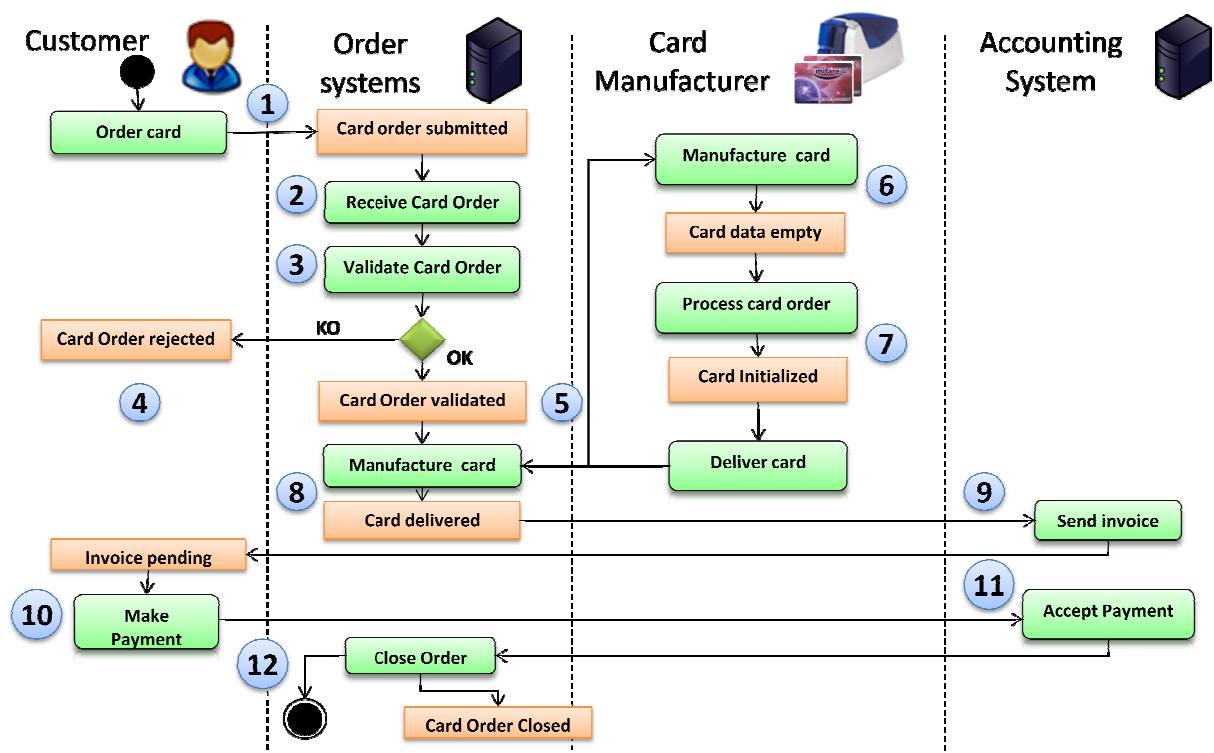 Customer
Order
systems
Card
Manufacturer
Accounting
System
mifare
1
Order card
Card order submitted
Manufacture card
2
Receive Card Order
6
Card data empty
3
Validate Card Order
Process card order
Card Order rejected
KO
OK
7
Card Initialized
4
Card Order validated
5
Manufacture card
Deliver card
8
Card delivered
9
Send invoice
Invoice pending
10
Make
Payment
11
Accept Payment
12
Close Order
Card Order Closed